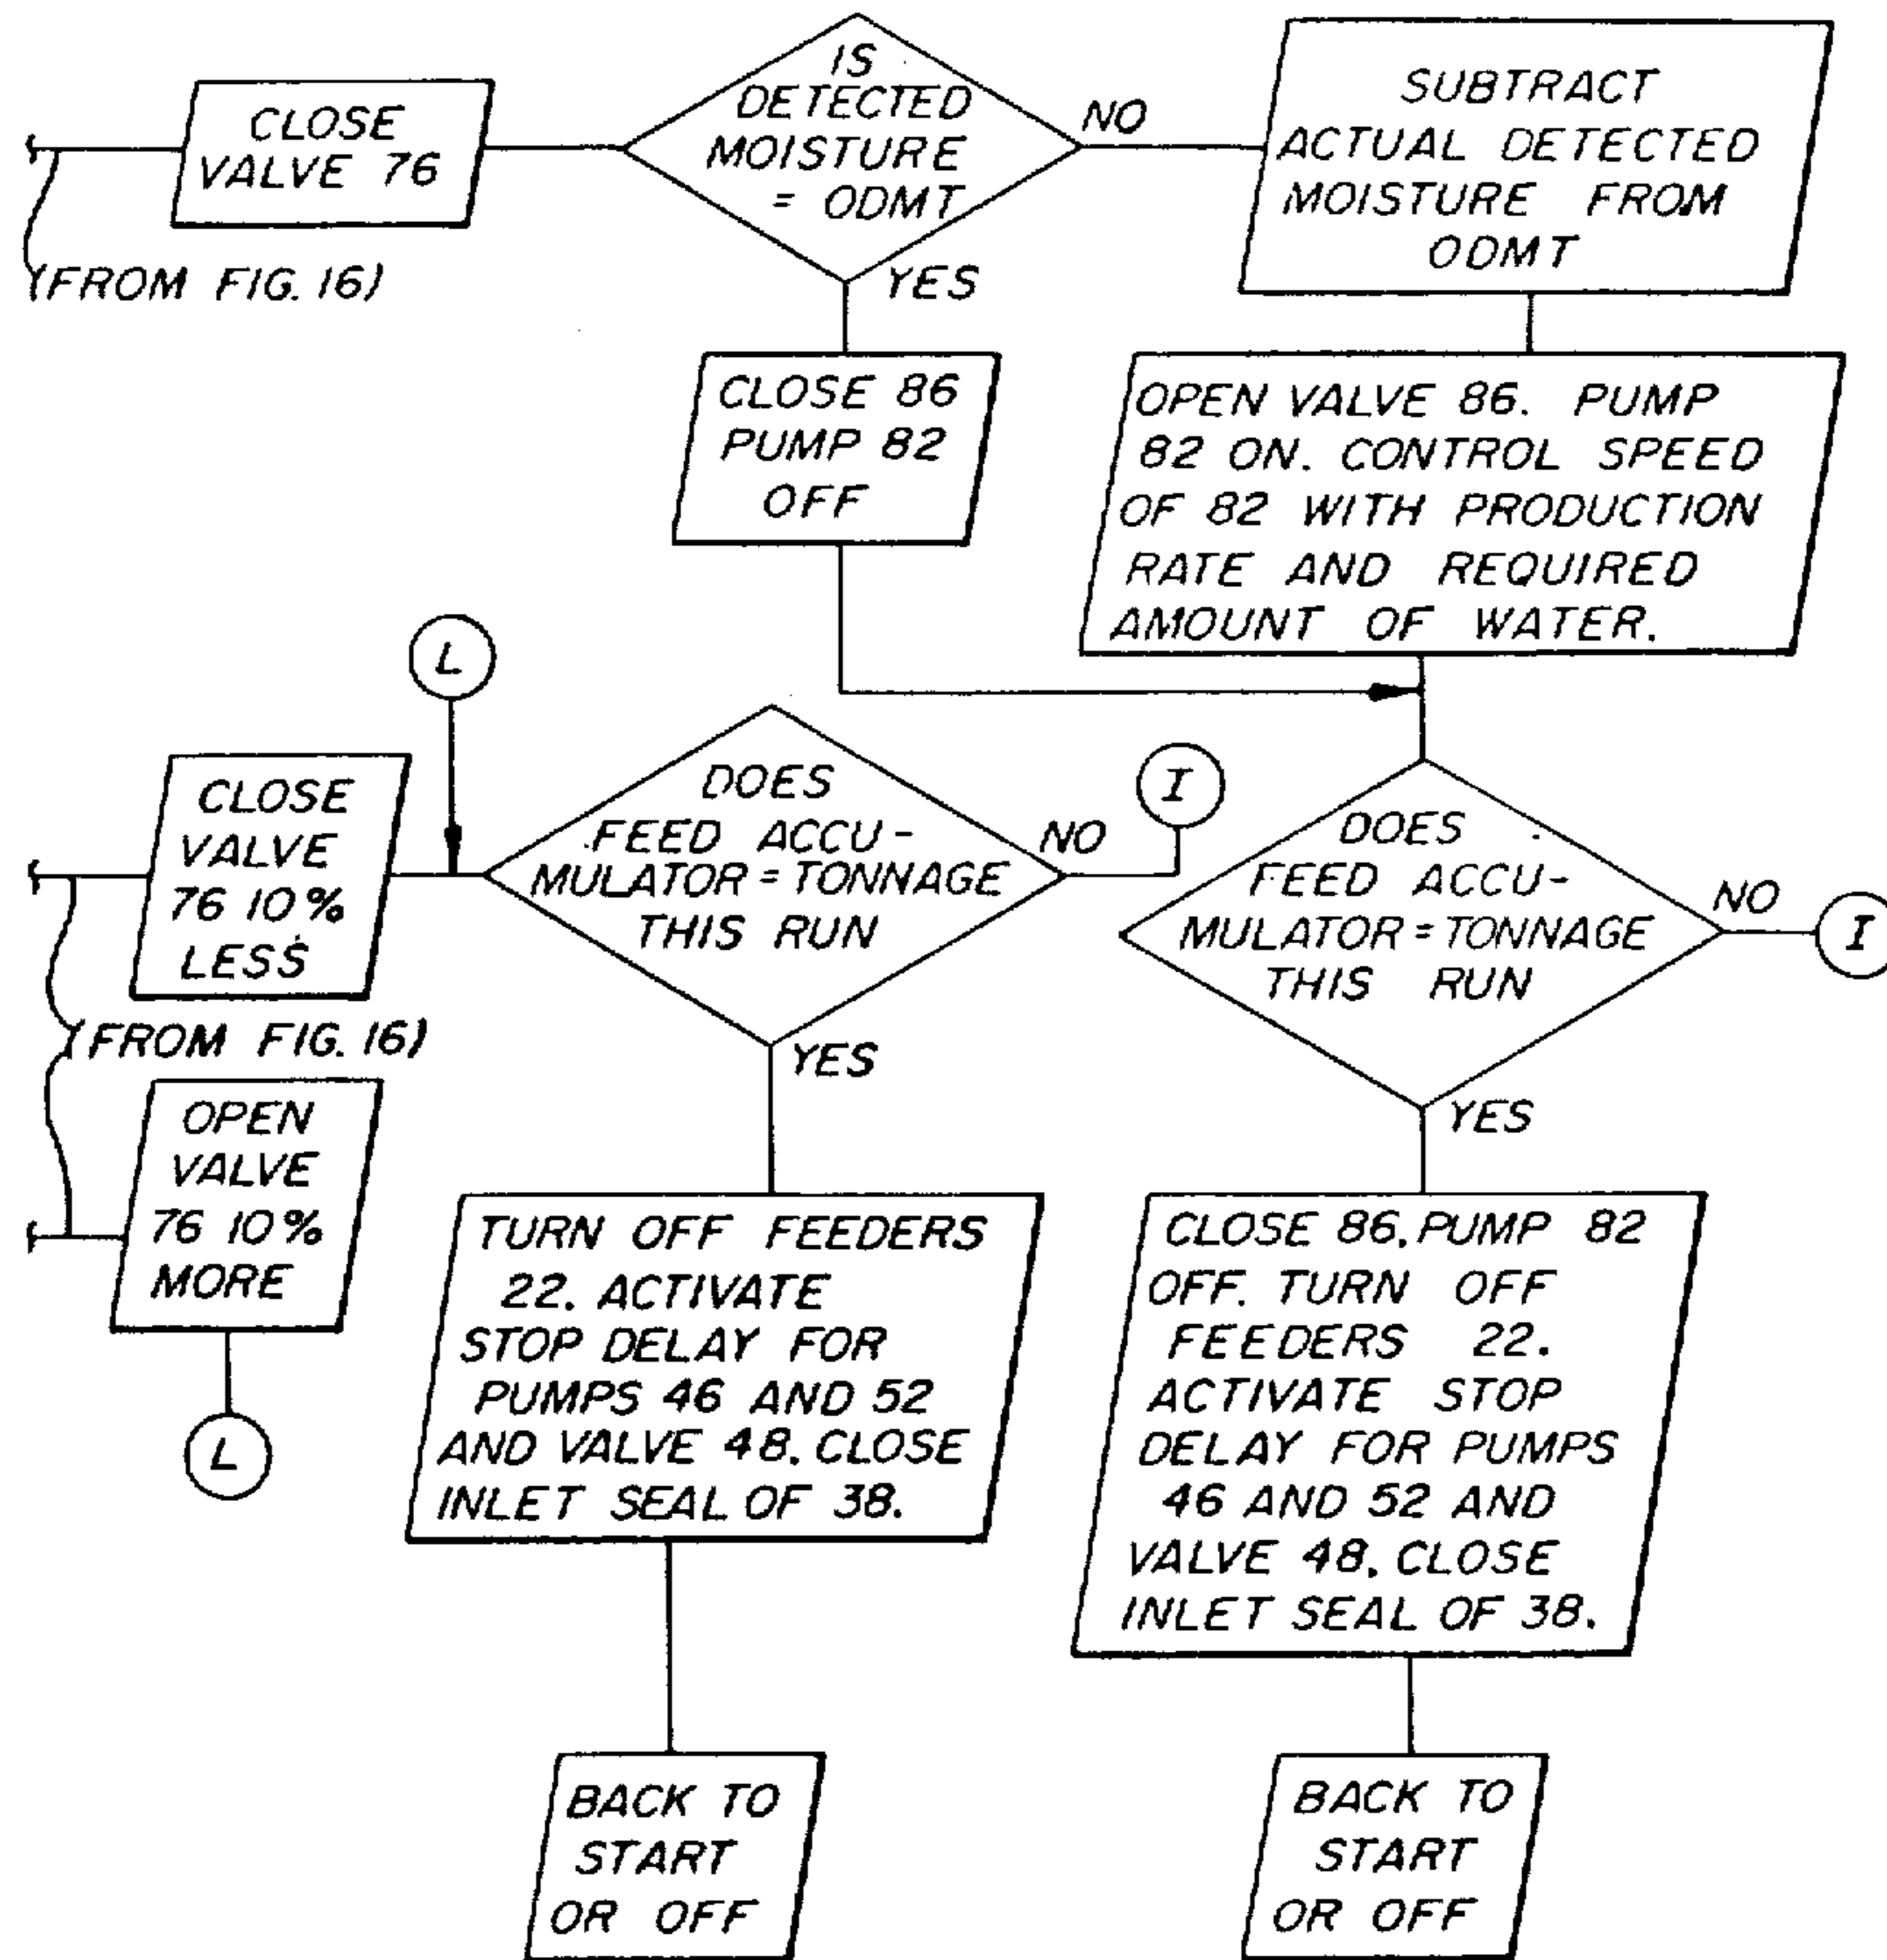 CLOSE
VALVE 76
(FROM FIG. 16)
IS
DETECTED
MOISTURE
= ODMT
NO
YES
SUBTRACT
ACTUAL DETECTED
MOISTURE FROM
ODMT
CLOSE 86
PUMP 82
OFF
OPEN VALVE 86. PUMP
82 ON. CONTROL SPEED
OF 82 WITH PRODUCTION
RATE AND REQUIRED
AMOUNT OF WATER.
L
CLOSE
VALVE
76 10%
LESS
(FROM FIG. 16)
OPEN
VALVE
76 10%
MORE
L
DOES
FEED ACCU-
MULATOR = TONNAGE
THIS RUN
NO
I
YES
DOES
FEED ACCU-
MULATOR = TONNAGE
THIS RUN
NO
I
YES
TURN OFF FEEDERS
22. ACTIVATE
STOP DELAY FOR
PUMPS 46 AND 52
AND VALVE 48. CLOSE
INLET SEAL OF 38.
CLOSE 86. PUMP 82
OFF. TURN OFF
FEEDERS 22.
ACTIVATE STOP
DELAY FOR PUMPS
46 AND 52 AND
VALVE 48. CLOSE
INLET SEAL OF 38.
BACK TO
START
OR OFF
BACK TO
START
OR OFF